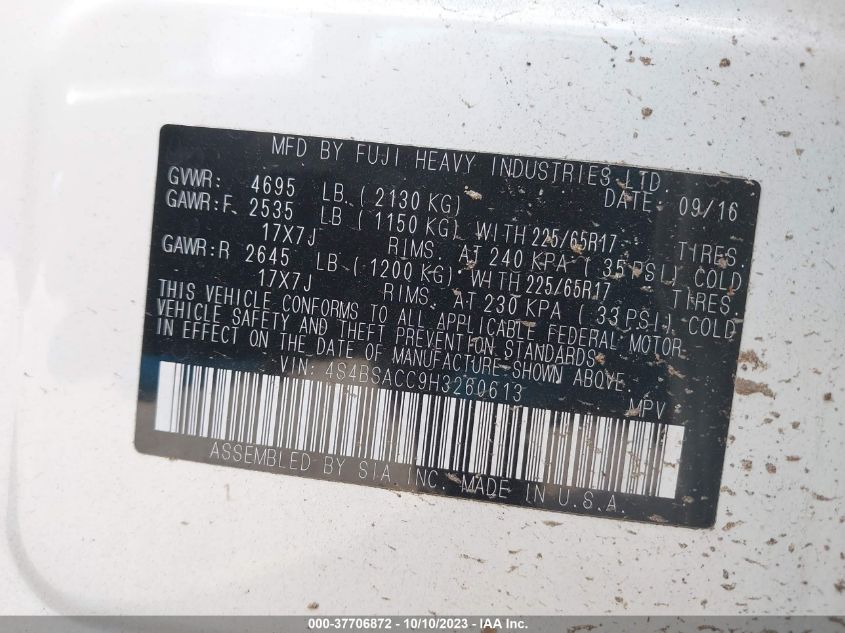 MFD BY FUJI HEAVY INDUSTRIES LTD.
GVWR: 4695 LB (2130 KG) DATE: 09/16
GAWR:F 2535 LB (1150 KG) WITH 225/65R17 TIRES.
17X7J RIMS. AT 240 KPA (35 PSI) COLD
GAWR:R 2645 LB (1200 KG) WITH 225/65R17 TIRES.
17X7J RIMS. AT 230 KPA (33 PSI) COLD
THIS VEHICLE CONFORMS TO ALL APPLICABLE FEDERAL MOTOR
VEHICLE SAFETY AND THEFT PREVENTION STANDARDS
IN EFFECT ON THE DATE OF MANUFACTURE SHOWN ABOVE.
VIN: 4S4BSACC9H3260613 MPV
ASSEMBLED BY SIA, INC. MADE IN U.S.A.
000-37706872 - 10/10/2023 - IAA Inc.